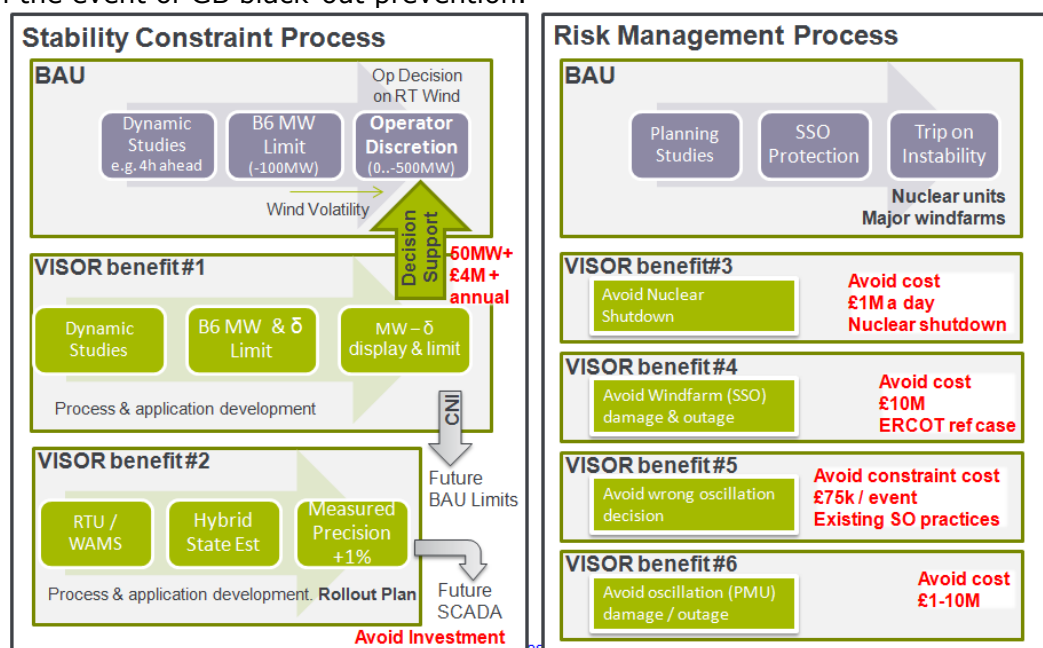 the event of GB black-out prevention.
Stability Constraint Process
BAU
Op Decision
on RT Wind
Dynamic
Studies
e.g. 4h ahead
B6 MW
Limit
(-100MW)
Operator
Discretion
(0..-500MW)
Wind Volatility
Decision
Support
50MW+
£4M +
annual
VISOR benefit#1
Dynamic
Studies
B6 MW & δ
Limit
MW – δ
display & limit
Process & application development
CNI
Future
BAU Limits
VISOR benefit#2
RTU /
WAMS
Hybrid
State Est
Measured
Precision
+1%
Process & application development. Rollout Plan
Future
SCADA
Avoid Investment
Risk Management Process
BAU
Planning
Studies
SSO
Protection
Trip on
Instability
Nuclear units
Major windfarms
VISOR benefit#3
Avoid Nuclear
Shutdown
Avoid cost
£1M a day
Nuclear shutdown
VISOR benefit#4
Avoid Windfarm (SSO)
damage & outage
Avoid cost
£10M
ERCOT ref case
VISOR benefit#5
Avoid wrong oscillation
decision
Avoid constraint cost
£75k / event
Existing SO practices
VISOR benefit#6
Avoid oscillation (PMU)
damage / outage
Avoid cost
£1-10M